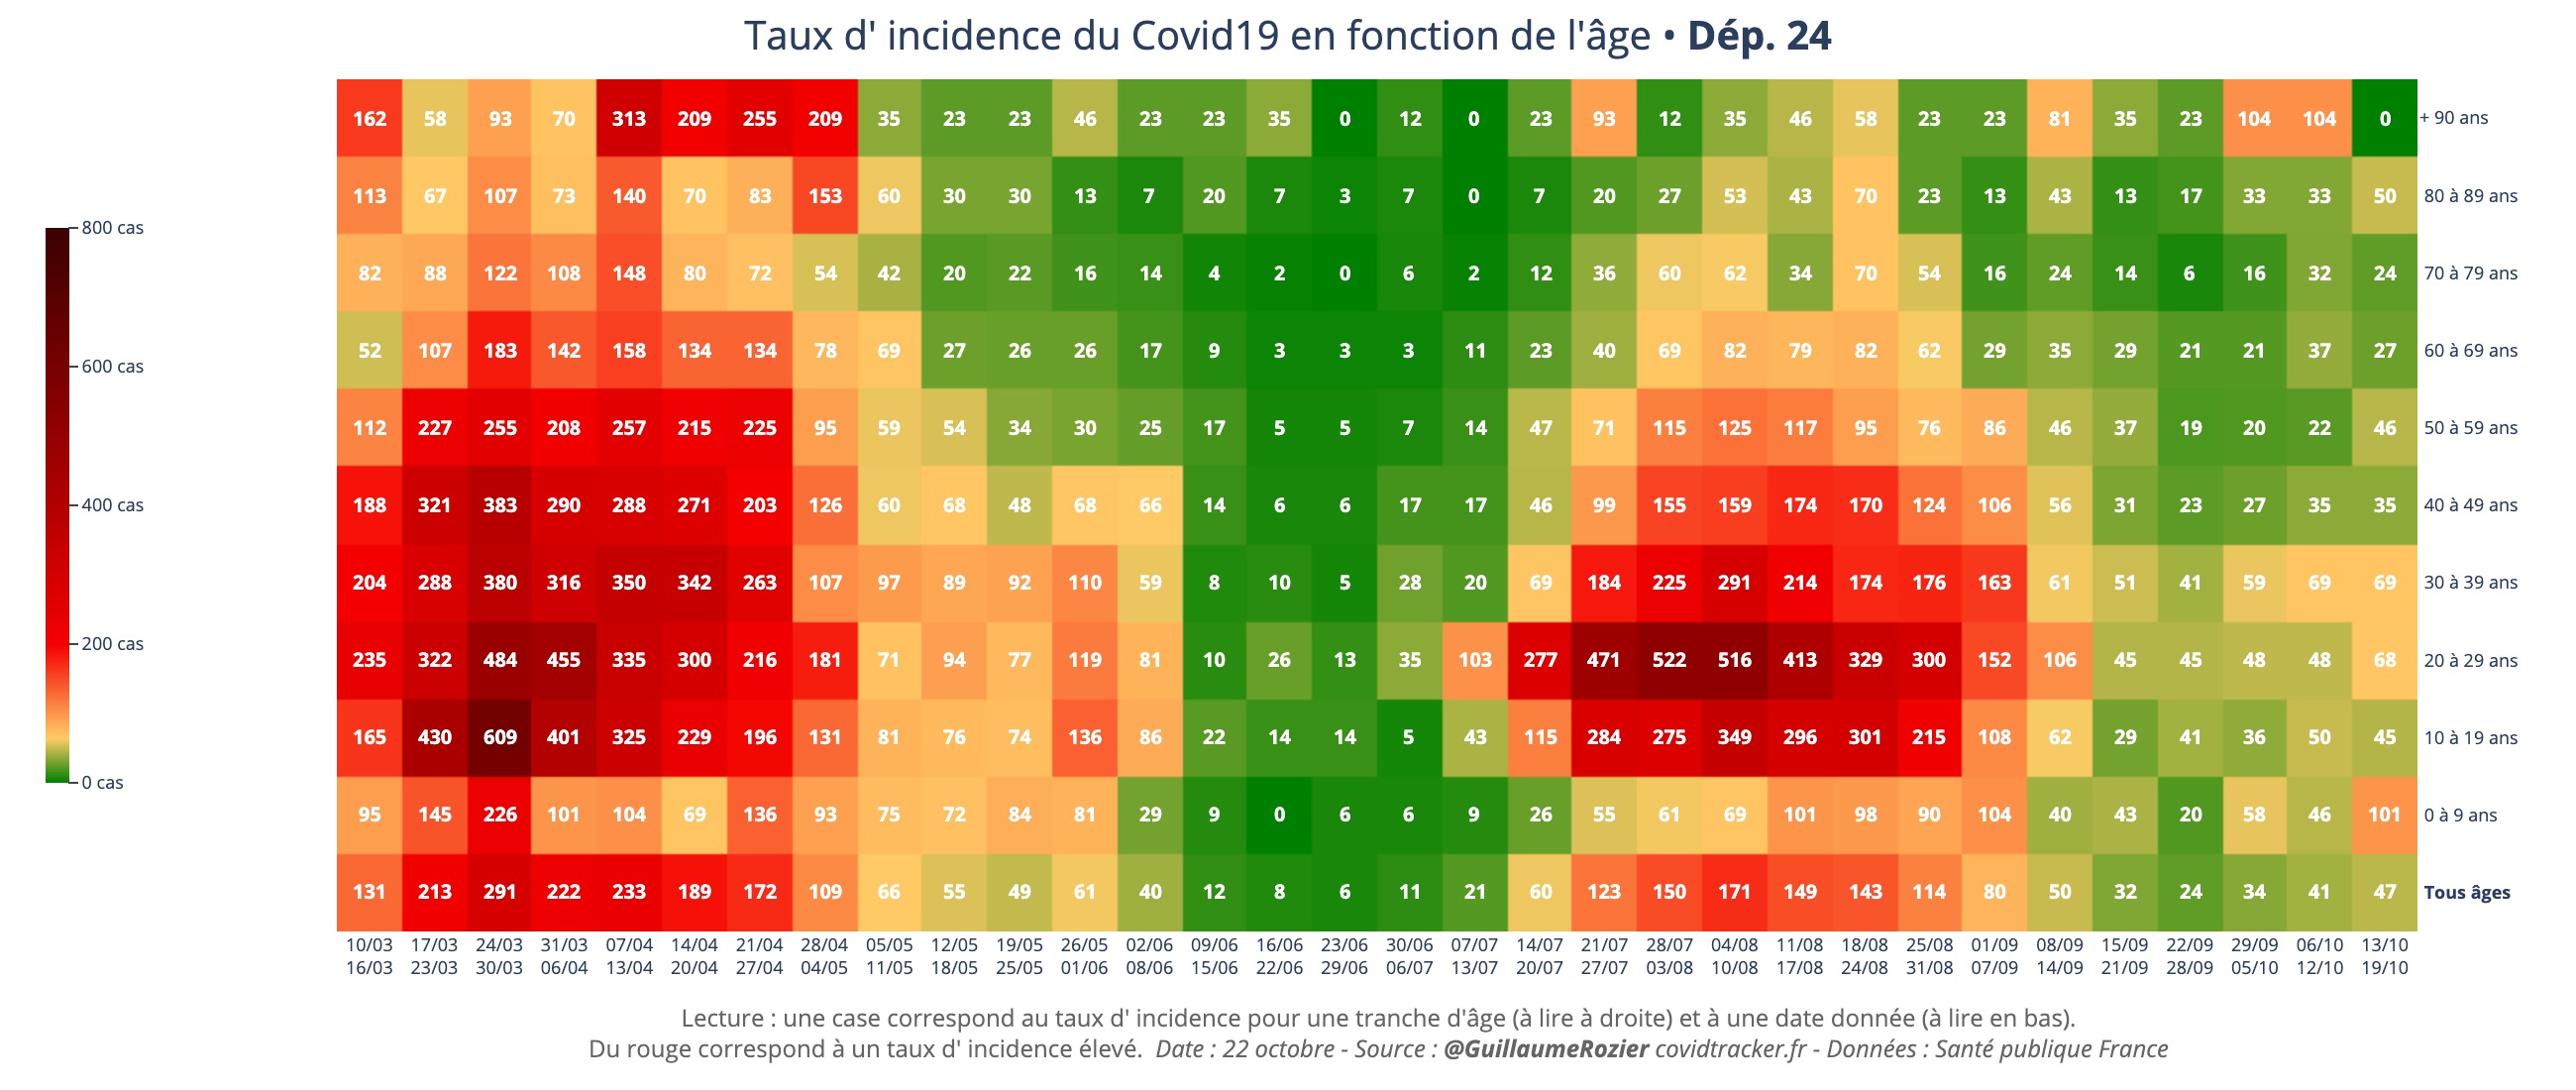 Taux d' incidence du Covid19 en fonction de l'âge • Dép. 24
800 cas
600 cas
400 cas
200 cas
0 cas
162 58 93 70 313 209 255 209 35 23 23 46 23 23 35 0 12 0 23 93 12 35 46 58 23 23 81 35 23 104 104 0 + 90 ans
113 67 107 73 140 70 83 153 60 30 30 13 7 20 7 3 7 0 7 20 27 53 43 70 23 13 43 13 17 33 33 50 80 à 89 ans
82 88 122 108 148 80 72 54 42 20 22 16 14 4 2 0 6 2 12 36 60 62 34 70 54 16 24 14 6 16 32 24 70 à 79 ans
52 107 183 142 158 134 134 78 69 27 26 26 17 9 3 3 3 11 23 40 69 82 79 82 62 29 35 29 21 21 37 27 60 à 69 ans
112 227 255 208 257 215 225 95 59 54 34 30 25 17 5 5 7 14 47 71 115 125 117 95 76 86 46 37 19 20 22 46 50 à 59 ans
188 321 383 290 288 271 203 126 60 68 48 68 66 14 6 6 17 17 46 99 155 159 174 170 124 106 56 31 23 27 35 35 40 à 49 ans
204 288 380 316 350 342 263 107 97 89 92 110 59 8 10 5 28 20 69 184 225 291 214 174 176 163 61 51 41 59 69 69 30 à 39 ans
235 322 484 455 335 300 216 181 71 94 77 119 81 10 26 13 35 103 277 471 522 516 413 329 300 152 106 45 45 48 48 68 20 à 29 ans
165 430 609 401 325 229 196 131 81 76 74 136 86 22 14 14 5 43 115 284 275 349 296 301 215 108 62 29 41 36 50 45 10 à 19 ans
95 145 226 101 104 69 136 93 75 72 84 81 29 9 0 6 6 9 26 55 61 69 101 98 90 104 40 43 20 58 46 101 0 à 9 ans
131 213 291 222 233 189 172 109 66 55 49 61 40 12 8 6 11 21 60 123 150 171 149 143 114 80 50 32 24 34 41 47 Tous âges
10/03 17/03 24/03 31/03 07/04 14/04 21/04 28/04 05/05 12/05 19/05 26/05 02/06 09/06 16/06 23/06 30/06 07/07 14/07 21/07 28/07 04/08 11/08 18/08 25/08 01/09 08/09 15/09 22/09 29/09 06/10 13/10
16/03 23/03 30/03 06/04 13/04 20/04 27/04 04/05 11/05 18/05 25/05 01/06 08/06 15/06 22/06 29/06 06/07 13/07 20/07 27/07 03/08 10/08 17/08 24/08 31/08 07/09 14/09 21/09 28/09 05/10 12/10 19/10
Lecture : une case correspond au taux d' incidence pour une tranche d'âge (à lire à droite) et à une date donnée (à lire en bas).
Du rouge correspond à un taux d' incidence élevé. Date : 22 octobre - Source : @GuillaumeRozier covidtracker.fr - Données : Santé publique France